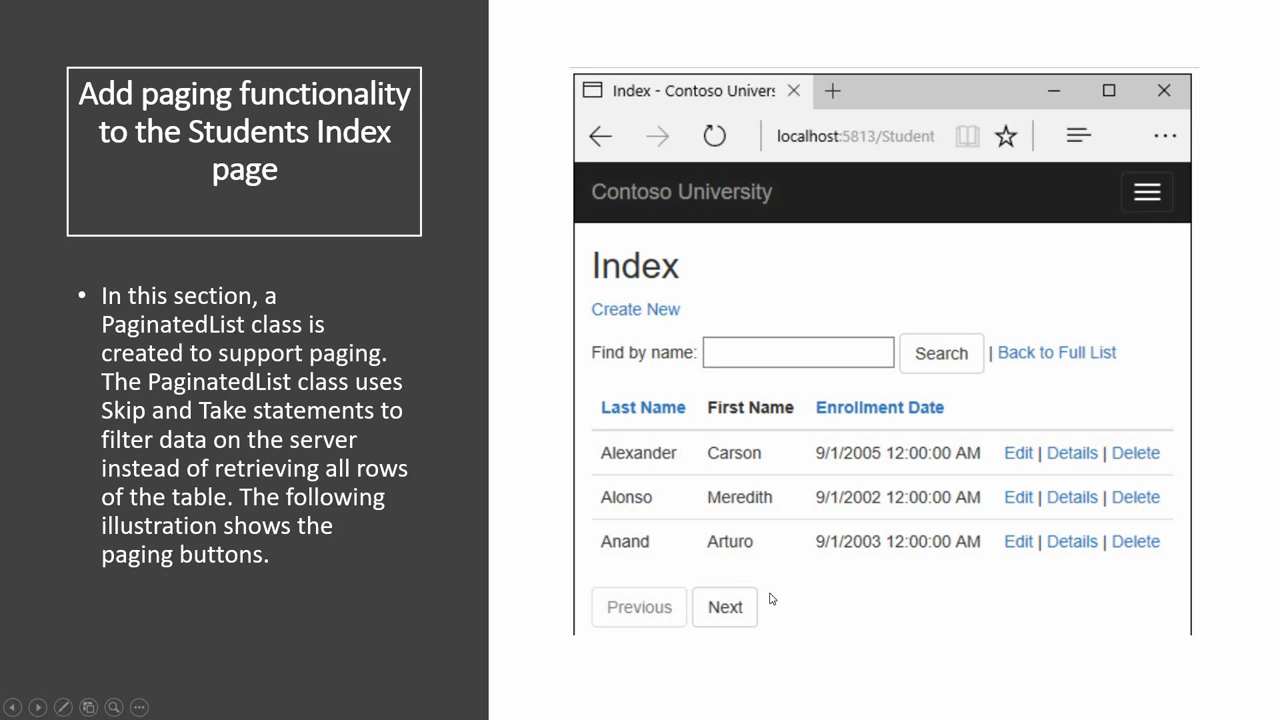 Add paging functionality
to the Students Index
page
• In this section, a
PaginatedList class is
created to support paging.
The PaginatedList class uses
Skip and Take statements to
filter data on the server
instead of retrieving all rows
of the table. The following
illustration shows the
paging buttons.
Index - Contoso Univers
localhost:5813/Student
Contoso University
Index
Create New
Find by name: Search | Back to Full List
Last Name First Name Enrollment Date
Alexander Carson 9/1/2005 12:00:00 AM Edit | Details | Delete
Alonso Meredith 9/1/2002 12:00:00 AM Edit | Details | Delete
Anand Arturo 9/1/2003 12:00:00 AM Edit | Details | Delete
Previous Next